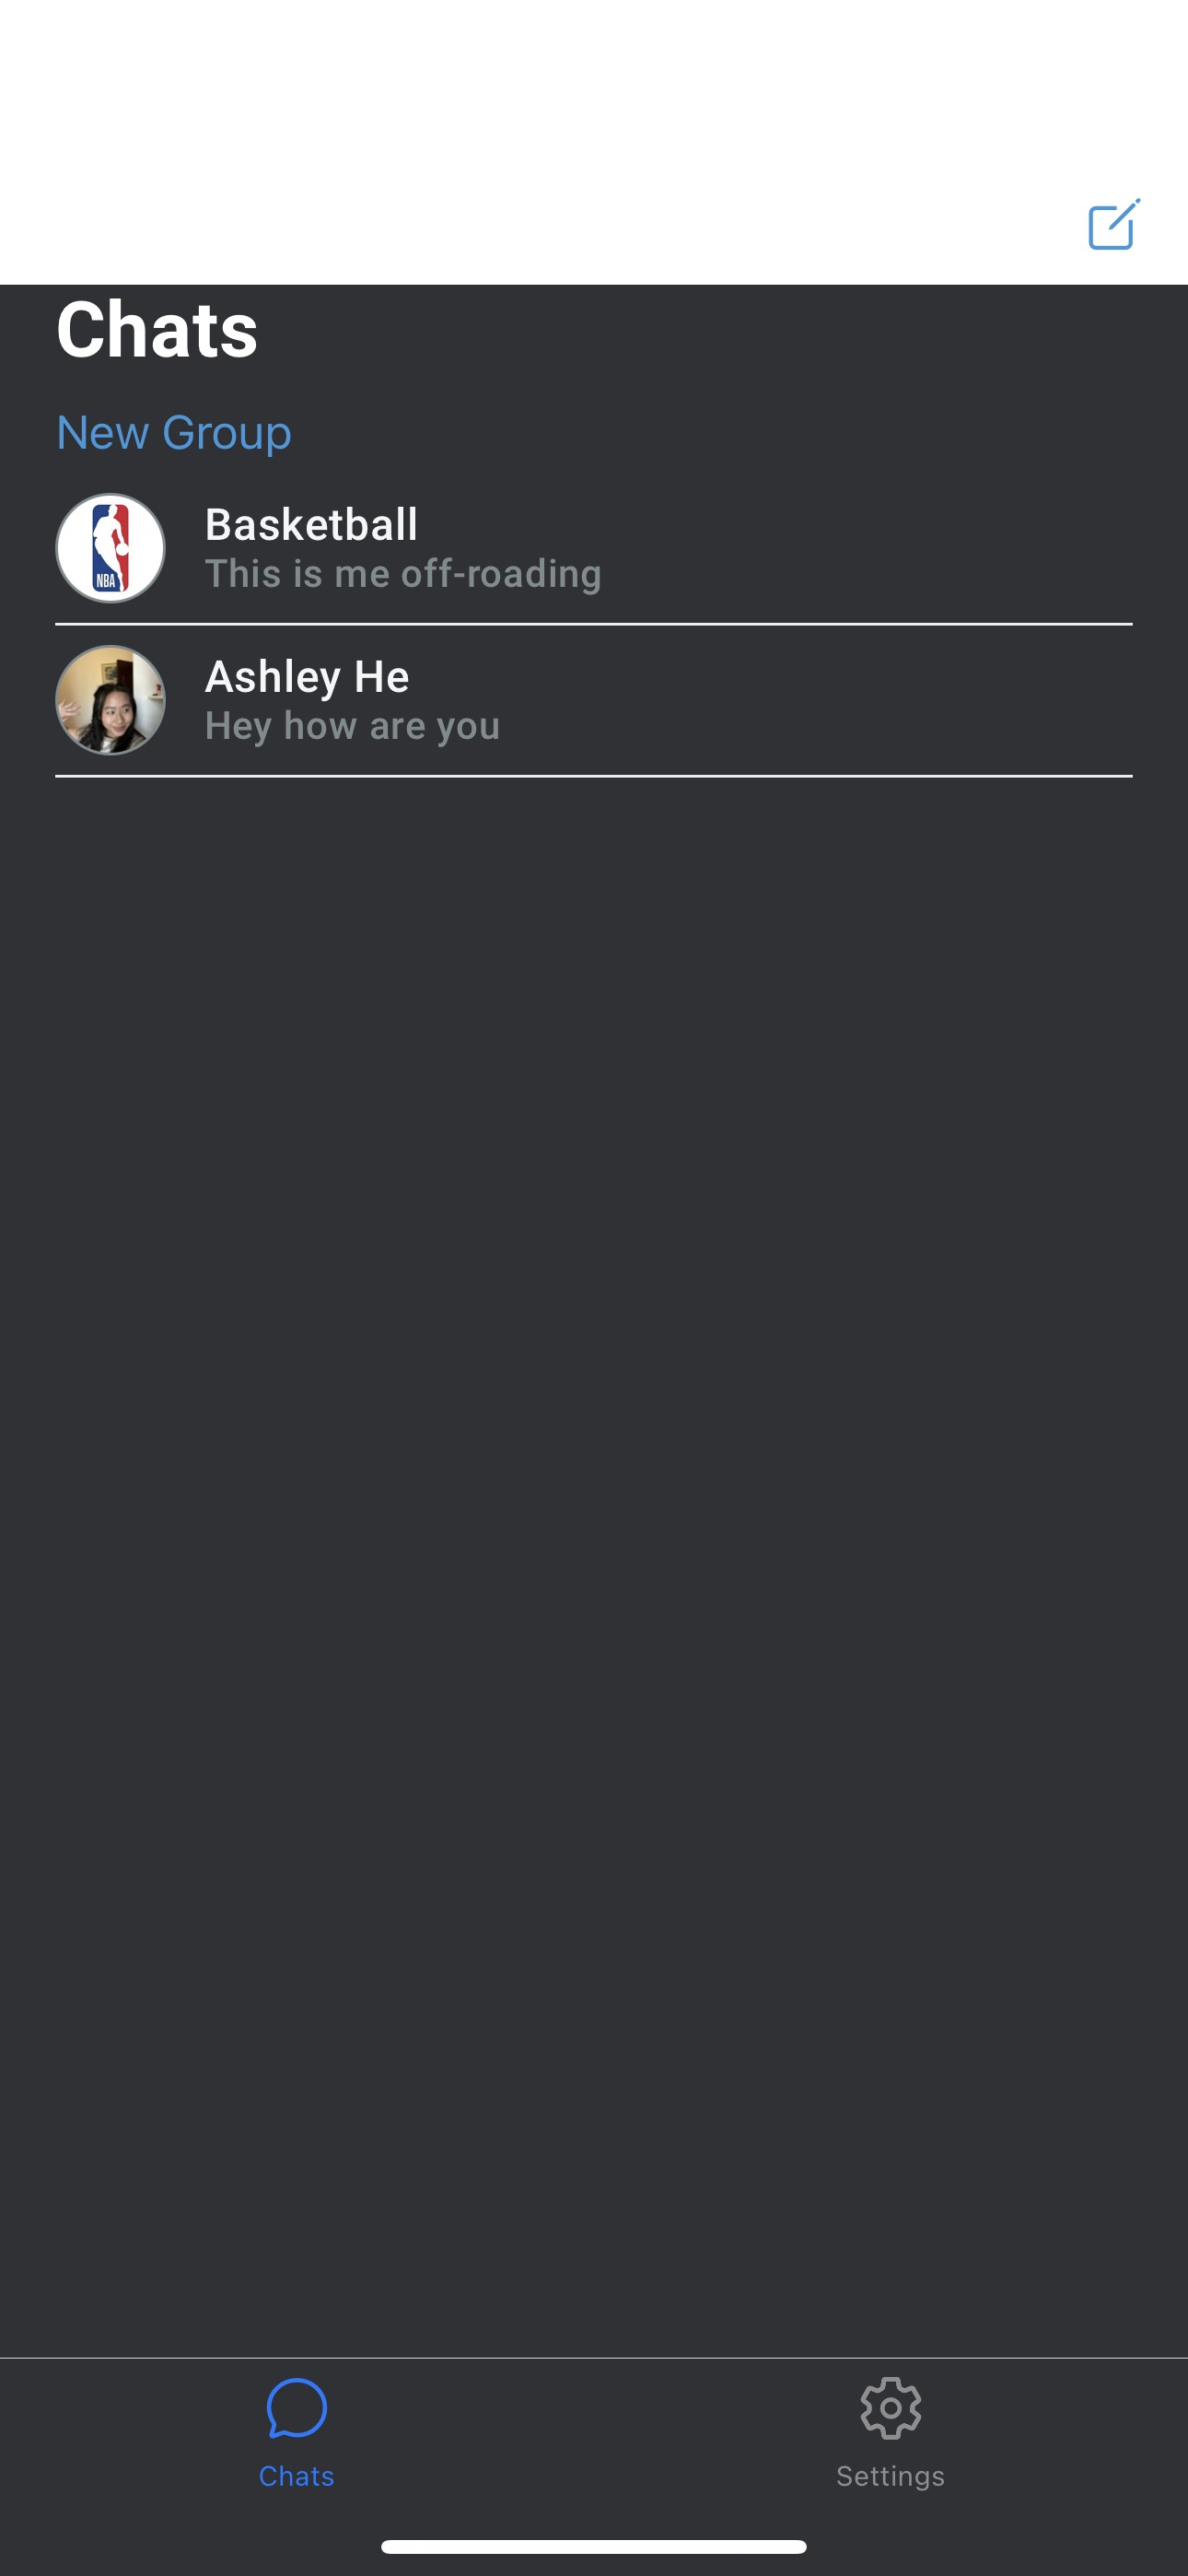 Chats
New Group
NBA
Basketball
This is me off-roading
Ashley He
Hey how are you
Chats
Settings